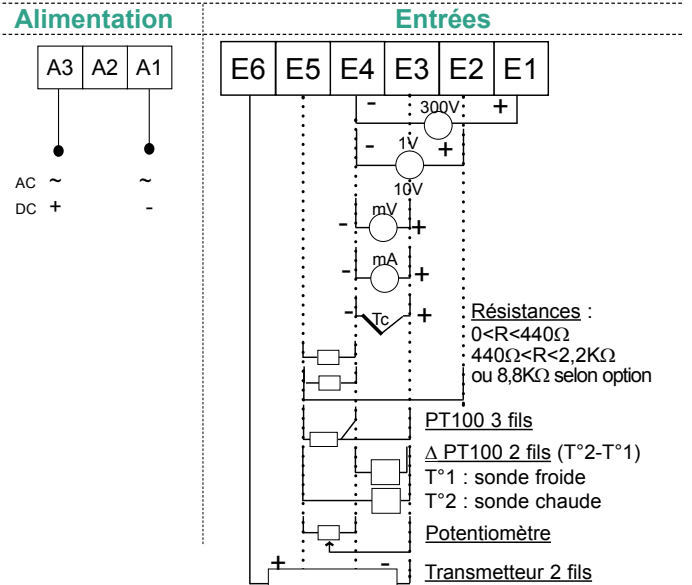 Alimentation
Entrées
A3 A2 A1
E6 E5 E4 E3 E2 E1
- 300V +
- 1V +
10V
AC ~ ~
DC + -
mV
- +
mA
- +
- Tc +
Résistances :
0<R<440Ω
440Ω<R<2,2KΩ
ou 8,8KΩ selon option
PT100 3 fils
Δ PT100 2 fils (T°2-T°1)
T°1 : sonde froide
T°2 : sonde chaude
Potentiomètre
+ - Transmetteur 2 fils